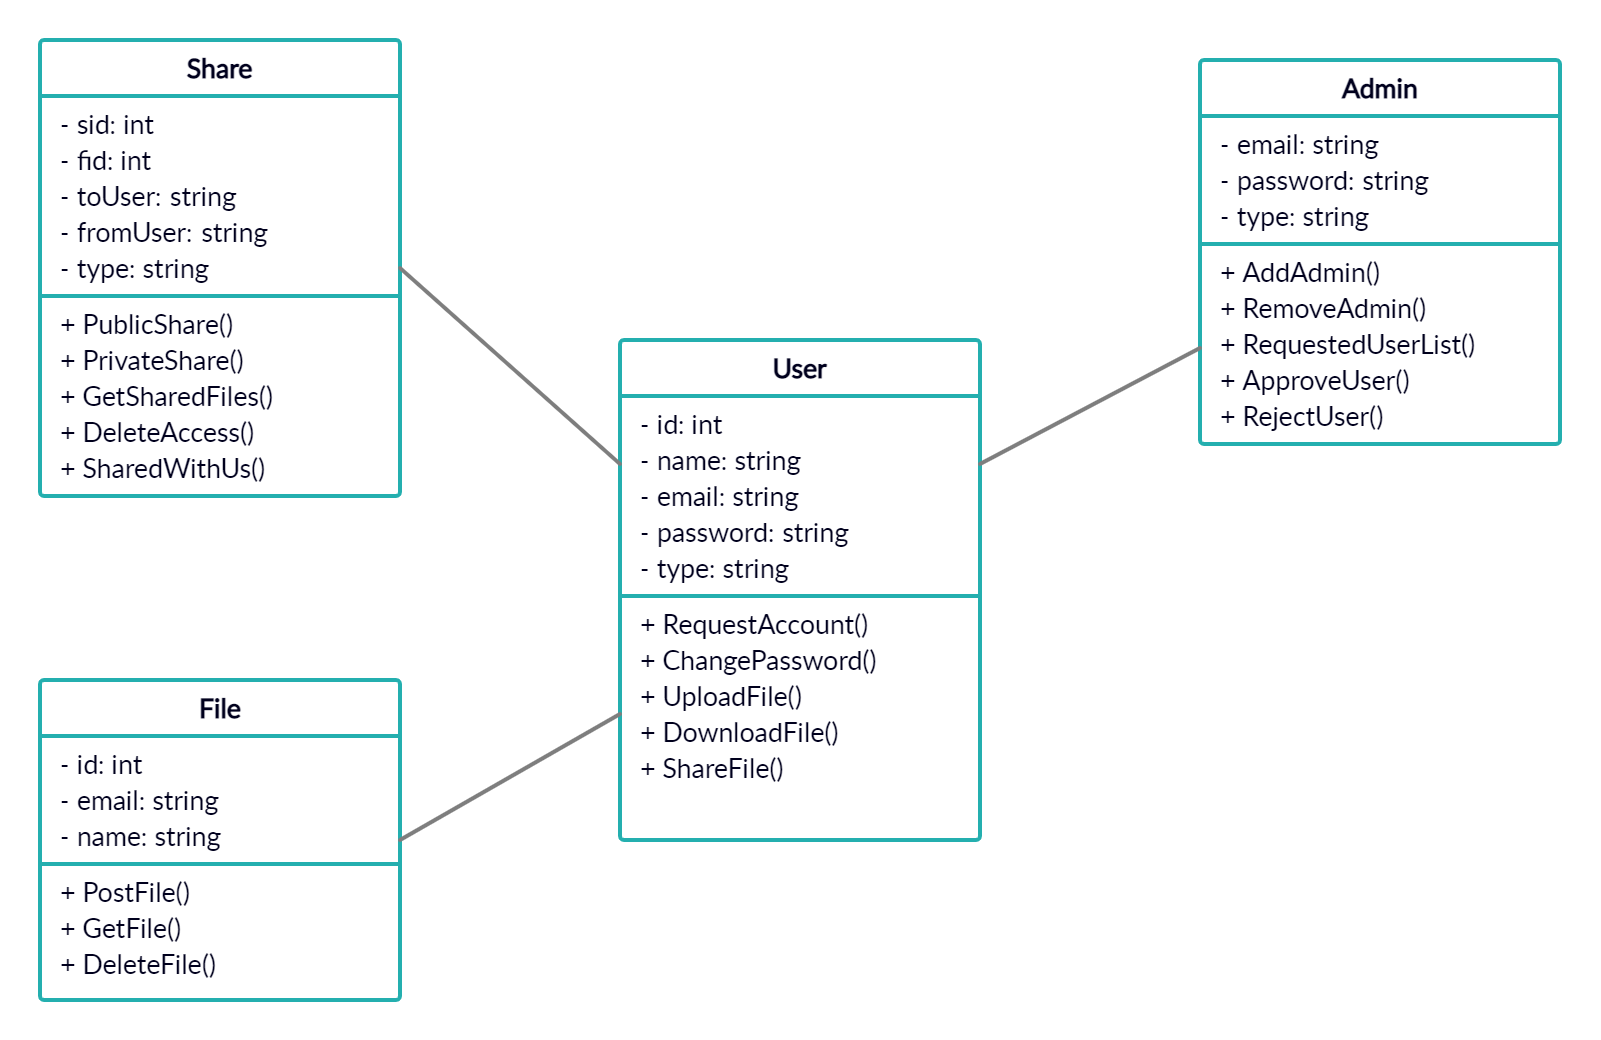 Share
- sid: int
- fid: int
- toUser: string
- fromUser: string
- type: string
+ PublicShare()
+ PrivateShare()
+ GetSharedFiles()
+ DeleteAccess()
+ SharedWithUs()
Admin
- email: string
- password: string
- type: string
+ AddAdmin()
+ RemoveAdmin()
+ RequestedUserList()
+ ApproveUser()
+ RejectUser()
User
- id: int
- name: string
- email: string
- password: string
- type: string
+ RequestAccount()
+ ChangePassword()
+ UploadFile()
+ DownloadFile()
+ ShareFile()
File
- id: int
- email: string
- name: string
+ PostFile()
+ GetFile()
+ DeleteFile()